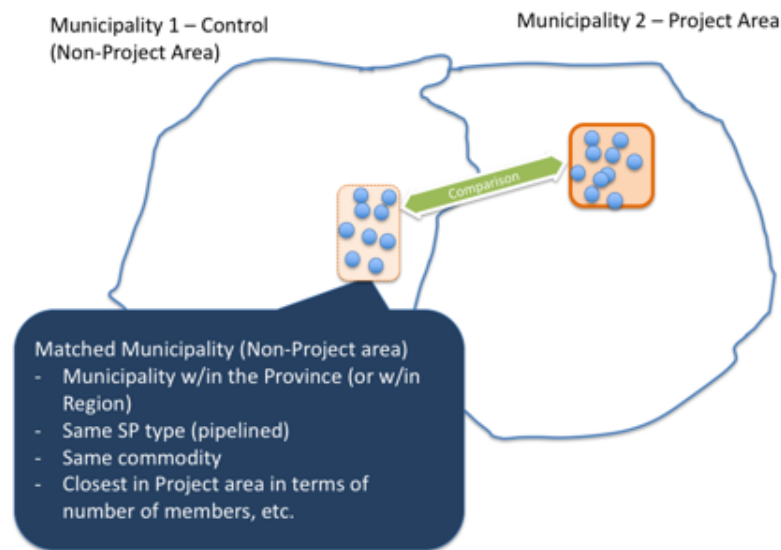 Municipality 1 – Control
(Non-Project Area)
Municipality 2 – Project Area
Comparison
Matched Municipality (Non-Project area)
- Municipality w/in the Province (or w/in
Region)
- Same SP type (pipelined)
- Same commodity
- Closest in Project area in terms of
number of members, etc.